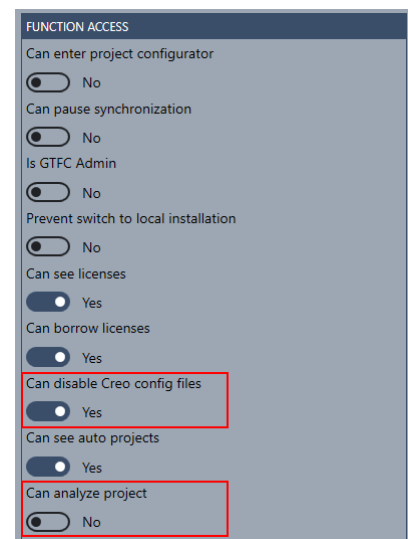 FUNCTION ACCESS
Can enter project configurator
No
Can pause synchronization
No
Is GTFC Admin
No
Prevent switch to local installation
No
Can see licenses
Yes
Can borrow licenses
Yes
Can disable Creo config files
Yes
Can see auto projects
Yes
Can analyze project
No